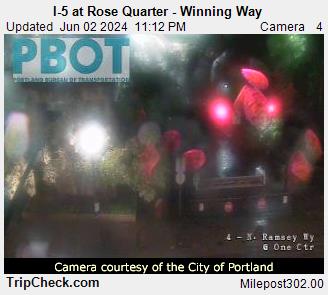 I-5 at Rose Quarter - Winning Way
Updated Jun 02 2024 11:12 PM Camera 4
PBOT
PORTLAND BUREAU OF TRANSPORTATION
4 - N. Ramsey Wy
@ One Ctr
Camera courtesy of the City of Portland
TripCheck.com Milepost302.00